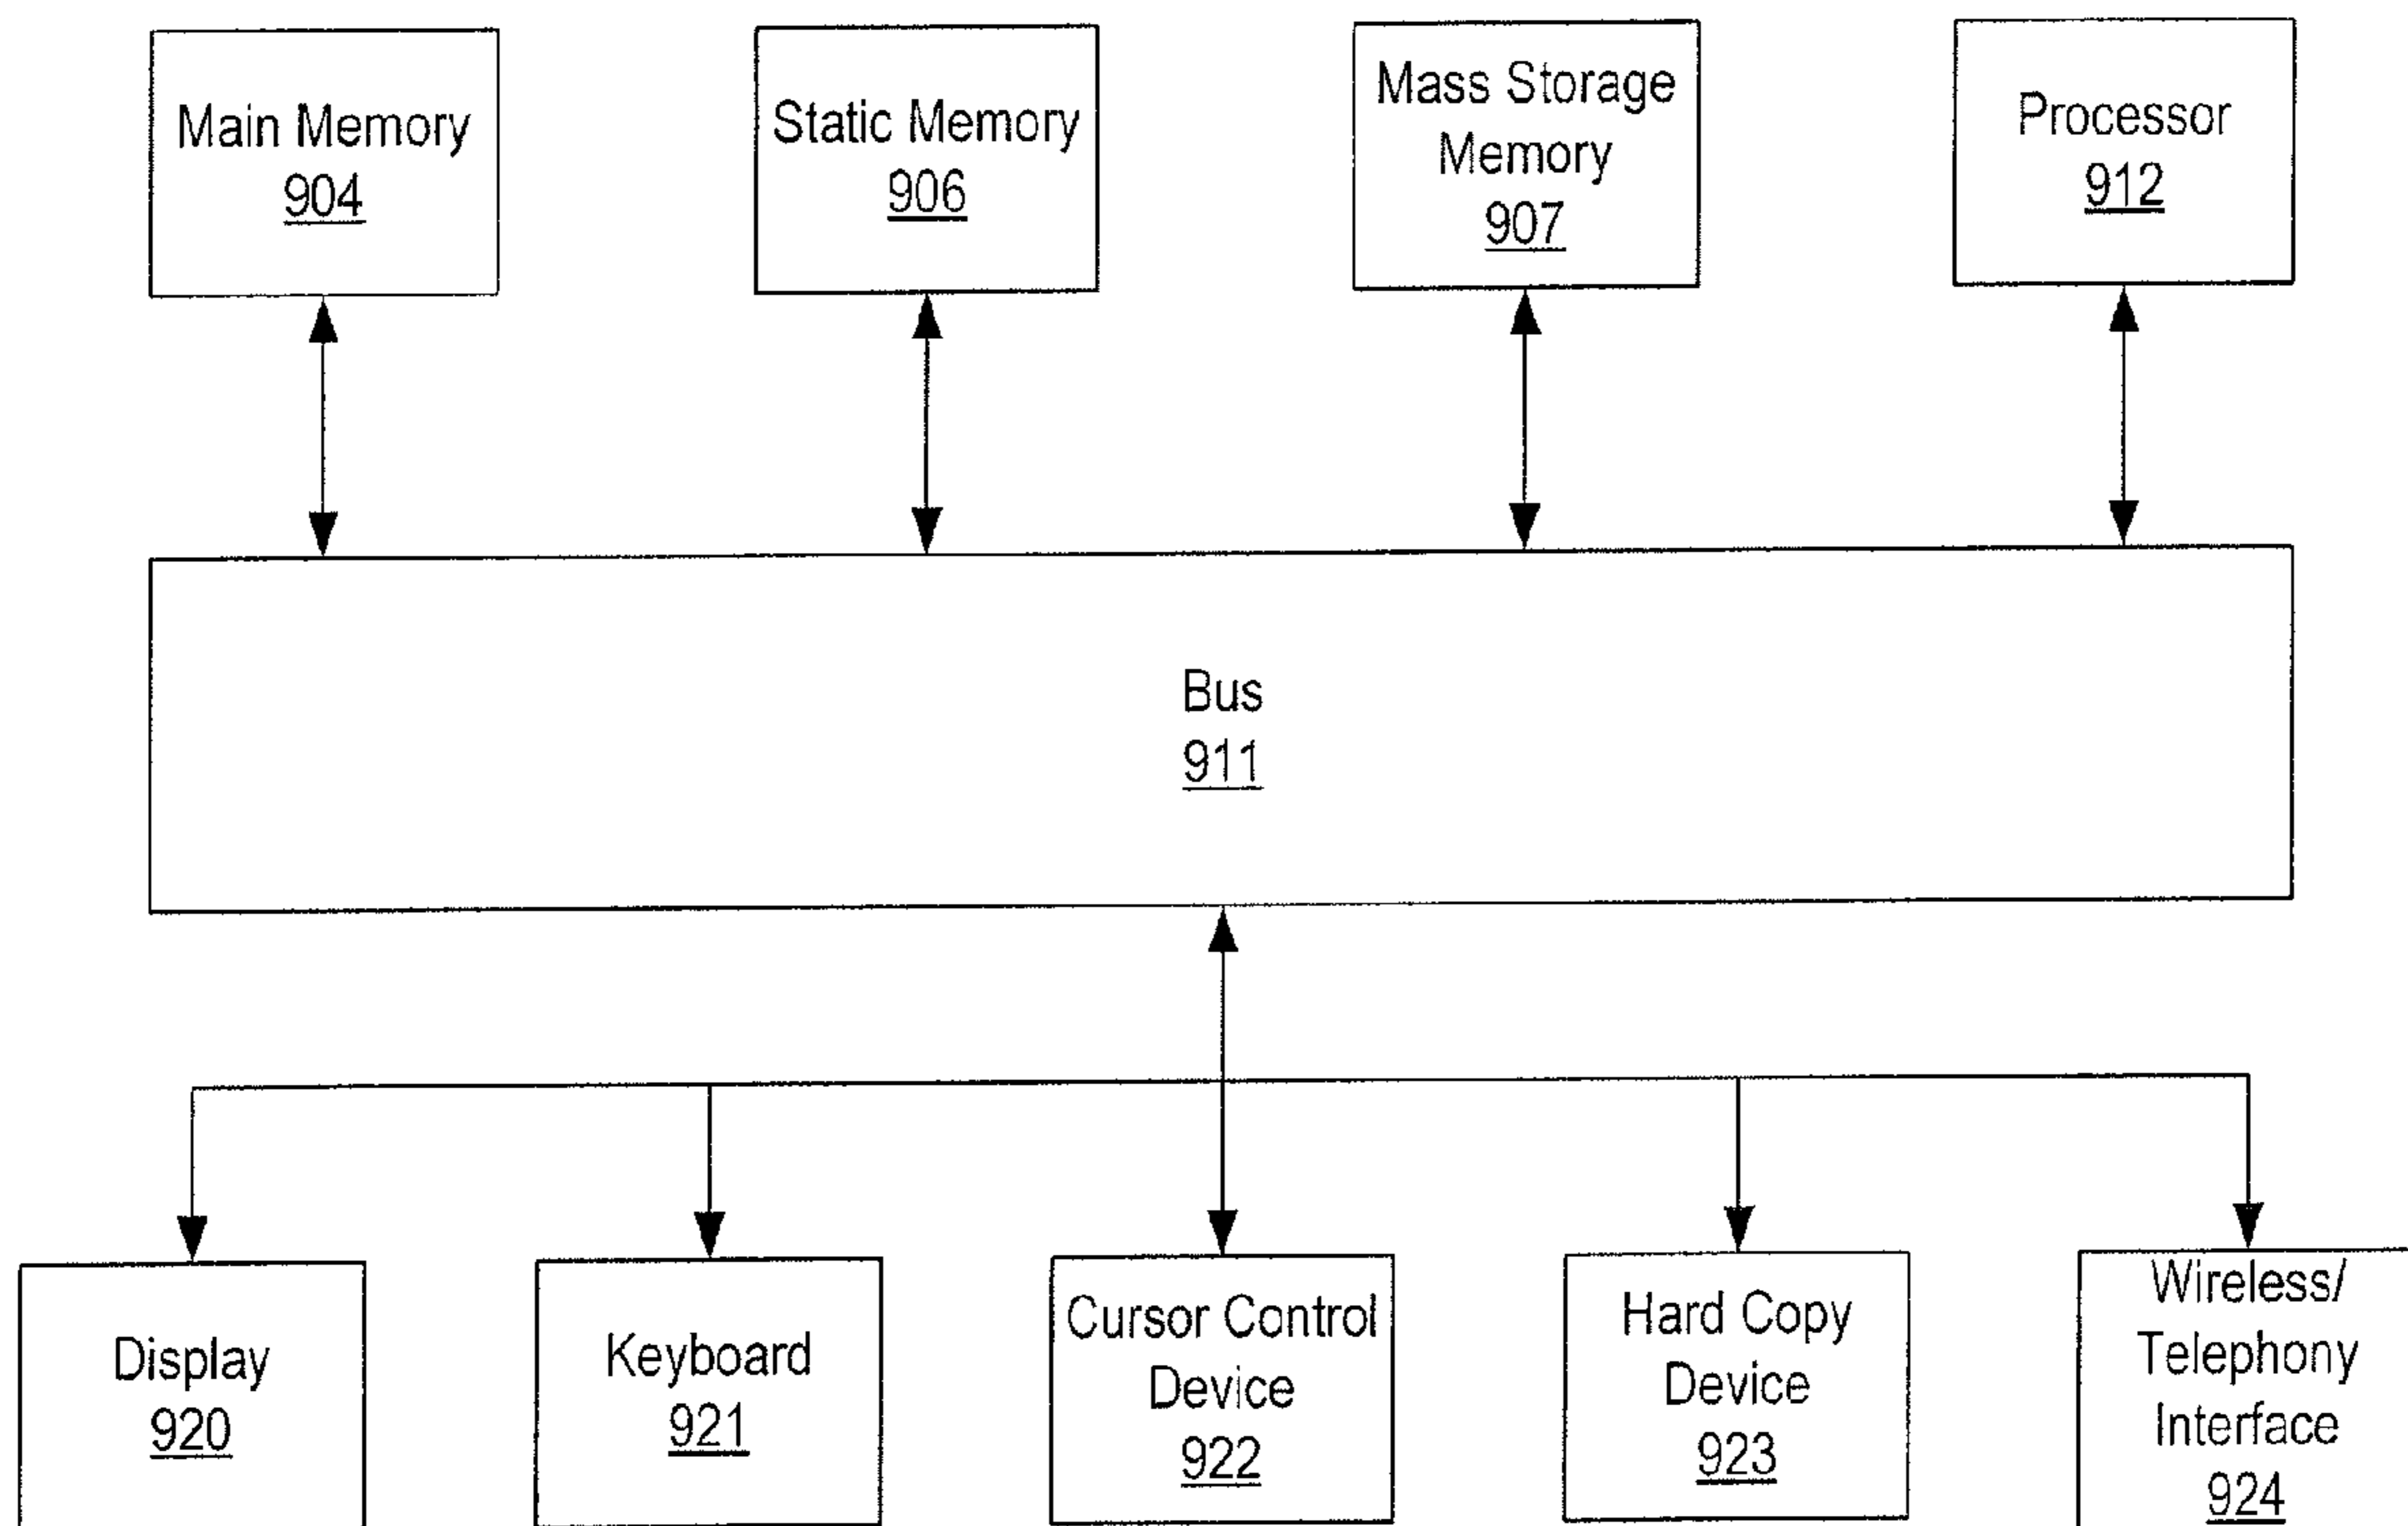 Main Memory
904
Static Memory
906
Mass Storage
Memory
907
Processor
912
Bus
911
Display
920
Keyboard
921
Cursor Control
Device
922
Hard Copy
Device
923
Wireless/
Telephony
Interface
924